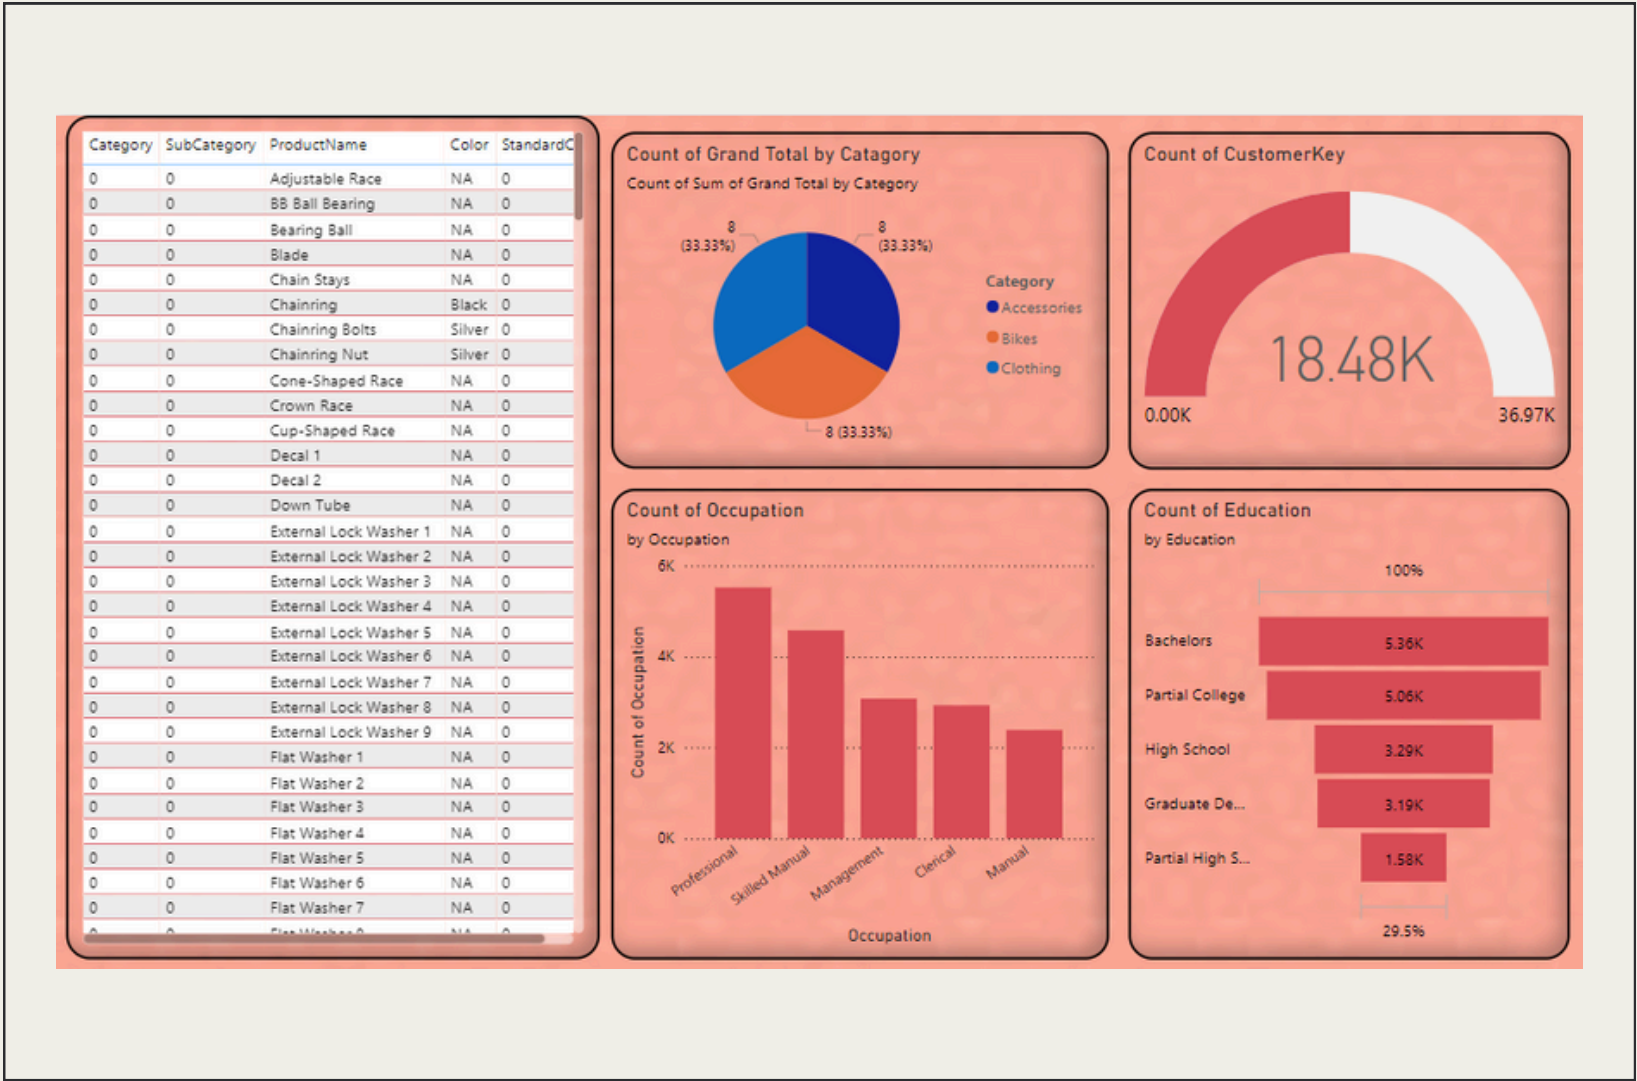 Category SubCategory ProductName Color StandardC
0 0 Adjustable Race NA 0
0 0 BB Ball Bearing NA 0
0 0 Bearing Ball NA 0
0 0 Blade NA 0
0 0 Chain Stays NA 0
0 0 Chainring Black 0
0 0 Chainring Bolts Silver 0
0 0 Chainring Nut Silver 0
0 0 Cone-Shaped Race NA 0
0 0 Crown Race NA 0
0 0 Cup-Shaped Race NA 0
0 0 Decal 1 NA 0
0 0 Decal 2 NA 0
0 0 Down Tube NA 0
0 0 External Lock Washer 1 NA 0
0 0 External Lock Washer 2 NA 0
0 0 External Lock Washer 3 NA 0
0 0 External Lock Washer 4 NA 0
0 0 External Lock Washer 5 NA 0
0 0 External Lock Washer 6 NA 0
0 0 External Lock Washer 7 NA 0
0 0 External Lock Washer 8 NA 0
0 0 External Lock Washer 9 NA 0
0 0 Flat Washer 1 NA 0
0 0 Flat Washer 2 NA 0
0 0 Flat Washer 3 NA 0
0 0 Flat Washer 4 NA 0
0 0 Flat Washer 5 NA 0
0 0 Flat Washer 6 NA 0
0 0 Flat Washer 7 NA 0
Count of Grand Total by Catagory
Count of Sum of Grand Total by Category
8
(33.33%)
8
(33.33%)
8 (33.33%)
Category
Accessories
Bikes
Clothing
Count of CustomerKey
18.48K
0.00K
36.97K
Count of Occupation
by Occupation
Count of Occupation
6K
4K
2K
0K
Professional
Skilled Manual
Management
Clerical
Manual
Occupation
Count of Education
by Education
100%
Bachelors 5.36K
Partial College 5.06K
High School 3.29K
Graduate De... 3.19K
Partial High S... 1.58K
29.5%